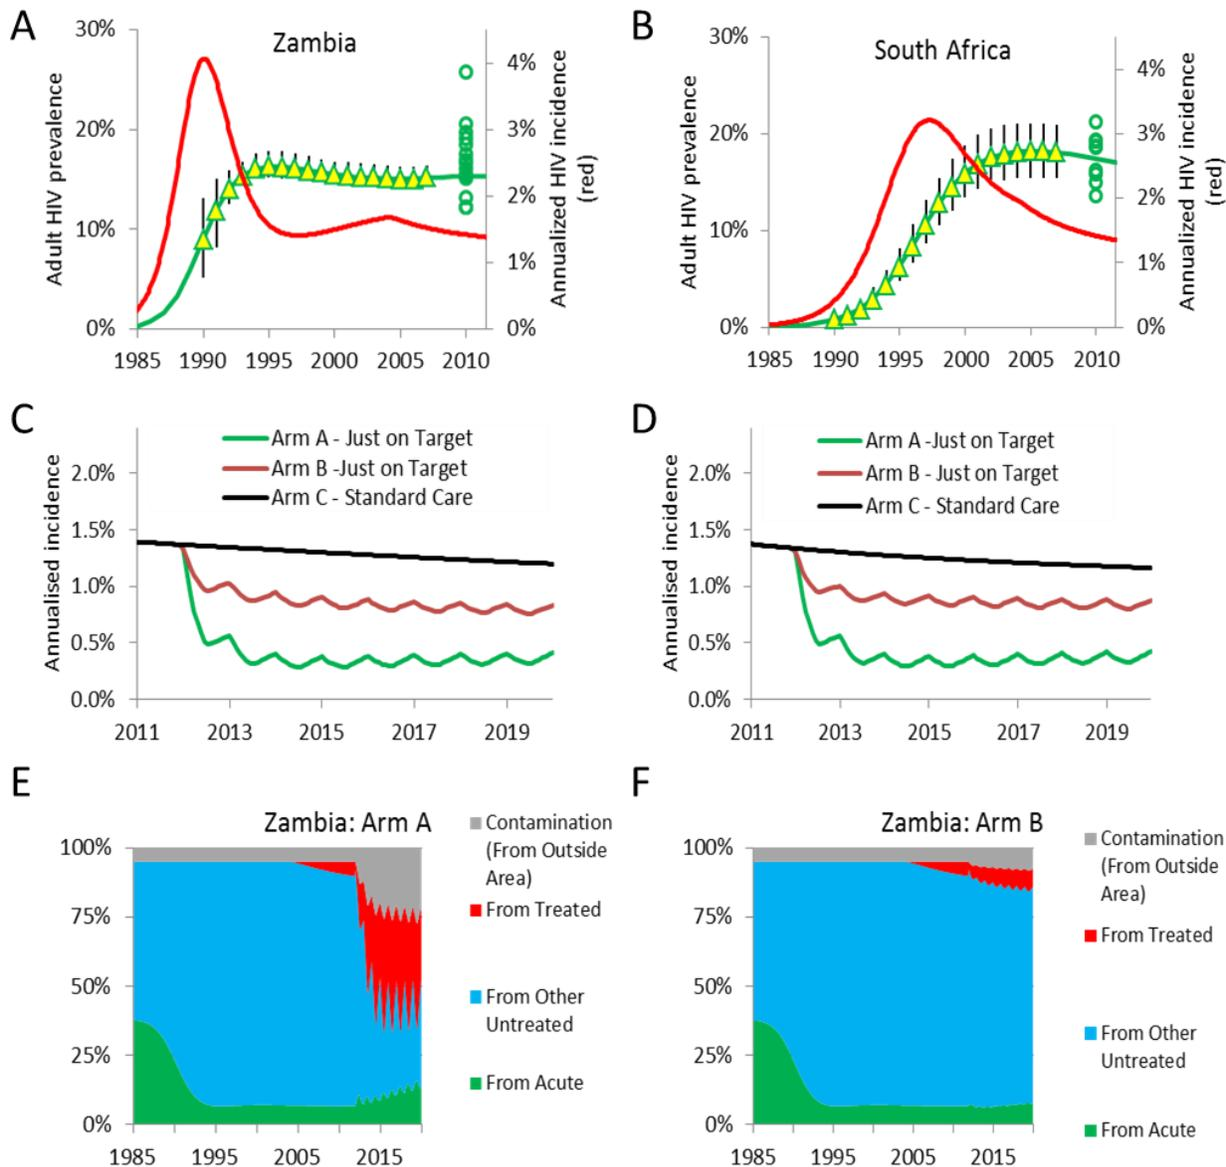 A
Zambia
Adult HIV prevalence
30%
20%
10%
0%
4%
3%
2%
1%
0%
Annualized HIV incidence
(red)
1985 1990 1995 2000 2005 2010
B
South Africa
Adult HIV prevalence
30%
20%
10%
0%
4%
3%
2%
1%
0%
Annualized HIV incidence
(red)
1985 1990 1995 2000 2005 2010
C
Arm A - Just on Target
Arm B -Just on Target
Arm C - Standard Care
Annualised incidence
2.0%
1.5%
1.0%
0.5%
0.0%
2011 2013 2015 2017 2019
D
Arm A -Just on Target
Arm B -Just on Target
Arm C - Standard Care
Annualised incidence
2.0%
1.5%
1.0%
0.5%
0.0%
2011 2013 2015 2017 2019
E
Zambia: Arm A
100%
75%
50%
25%
0%
1985 1995 2005 2015
Contamination
(From Outside
Area)
From Treated
From Other
Untreated
From Acute
F
Zambia: Arm B
100%
75%
50%
25%
0%
1985 1995 2005 2015
Contamination
(From Outside
Area)
From Treated
From Other
Untreated
From Acute